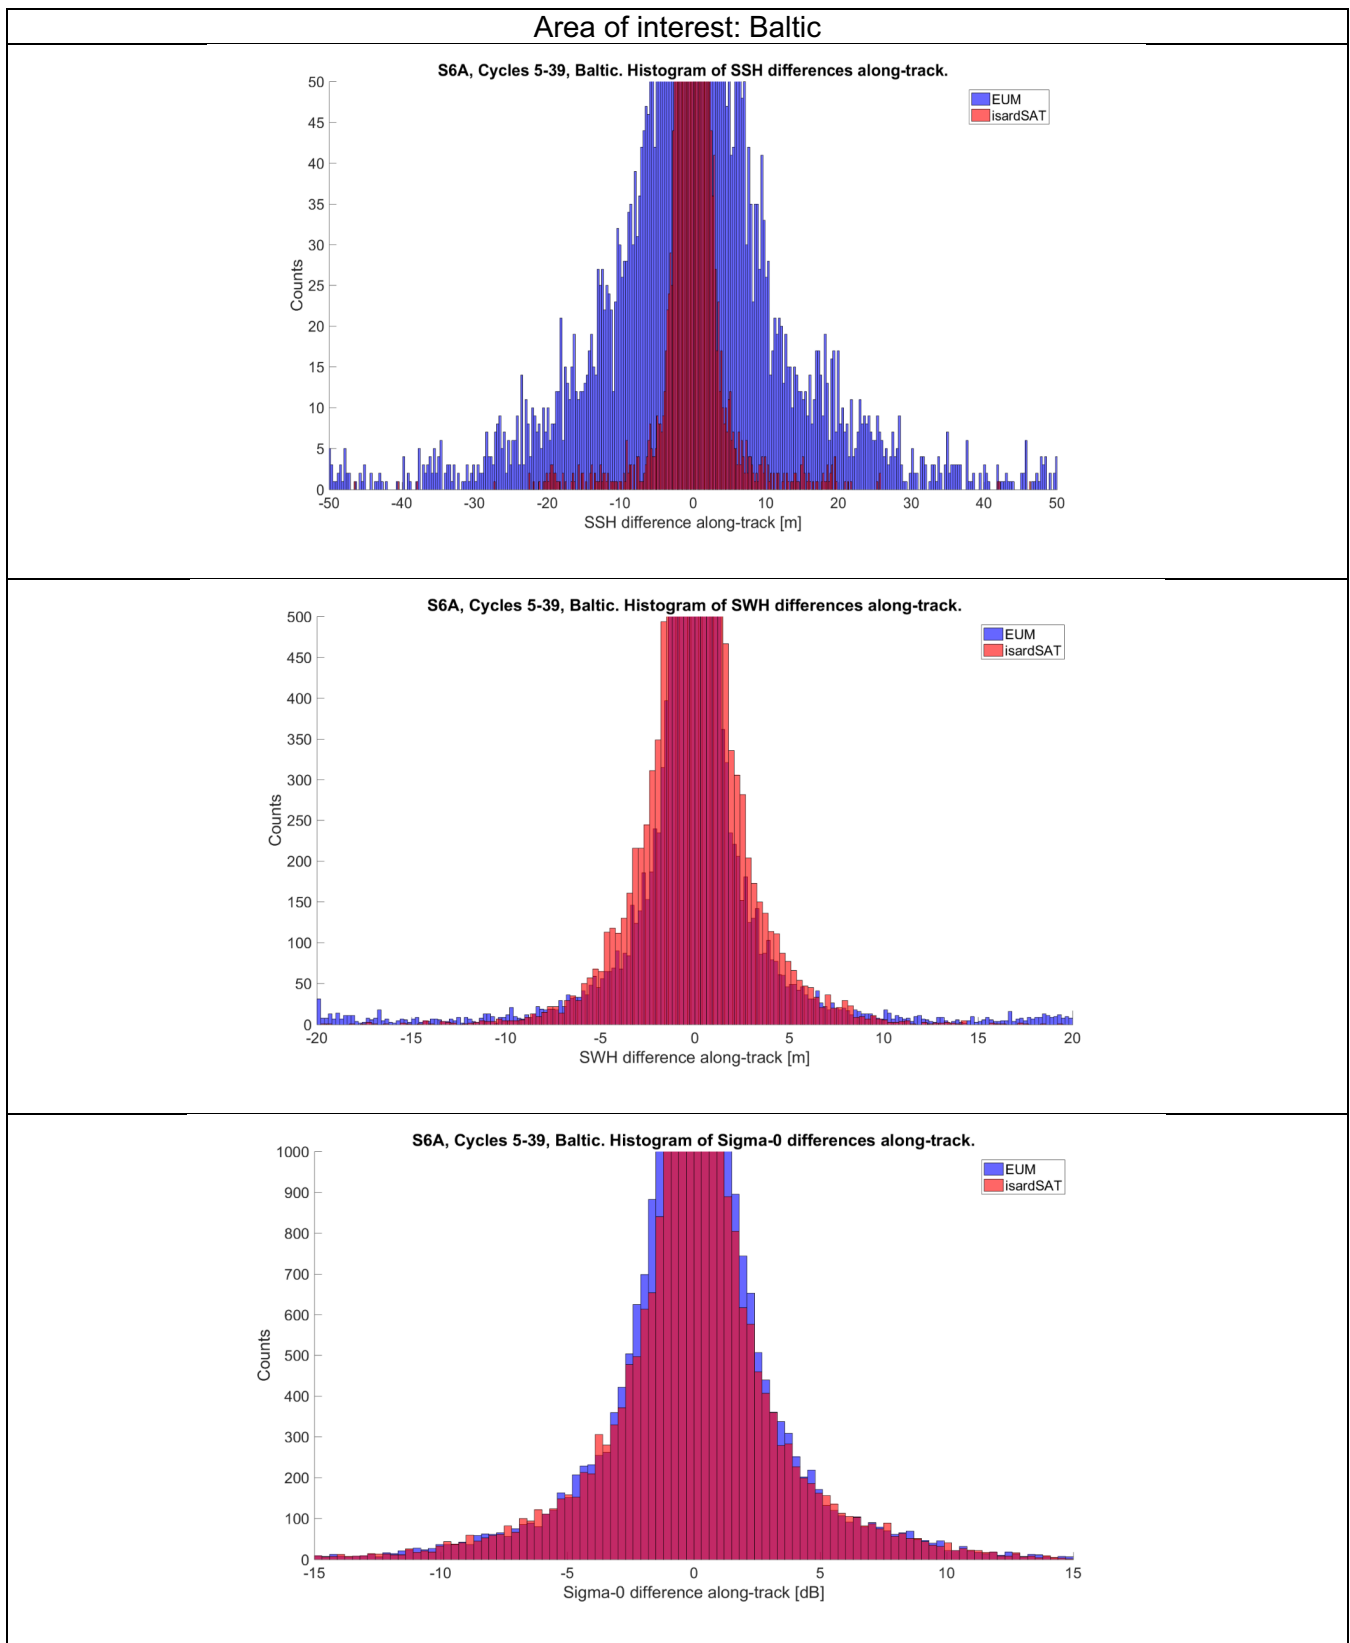 Area of interest: Baltic
S6A, Cycles 5-39, Baltic. Histogram of SSH differences along-track.
EUM
isardSAT
Counts
50
45
40
35
30
25
20
15
10
5
0
-50 -40 -30 -20 -10 0 10 20 30 40 50
SSH difference along-track [m]
S6A, Cycles 5-39, Baltic. Histogram of SWH differences along-track.
EUM
isardSAT
Counts
500
450
400
350
300
250
200
150
100
50
0
-20 -15 -10 -5 0 5 10 15 20
SWH difference along-track [m]
S6A, Cycles 5-39, Baltic. Histogram of Sigma-0 differences along-track.
EUM
isardSAT
Counts
1000
900
800
700
600
500
400
300
200
100
0
-15 -10 -5 0 5 10 15
Sigma-0 difference along-track [dB]